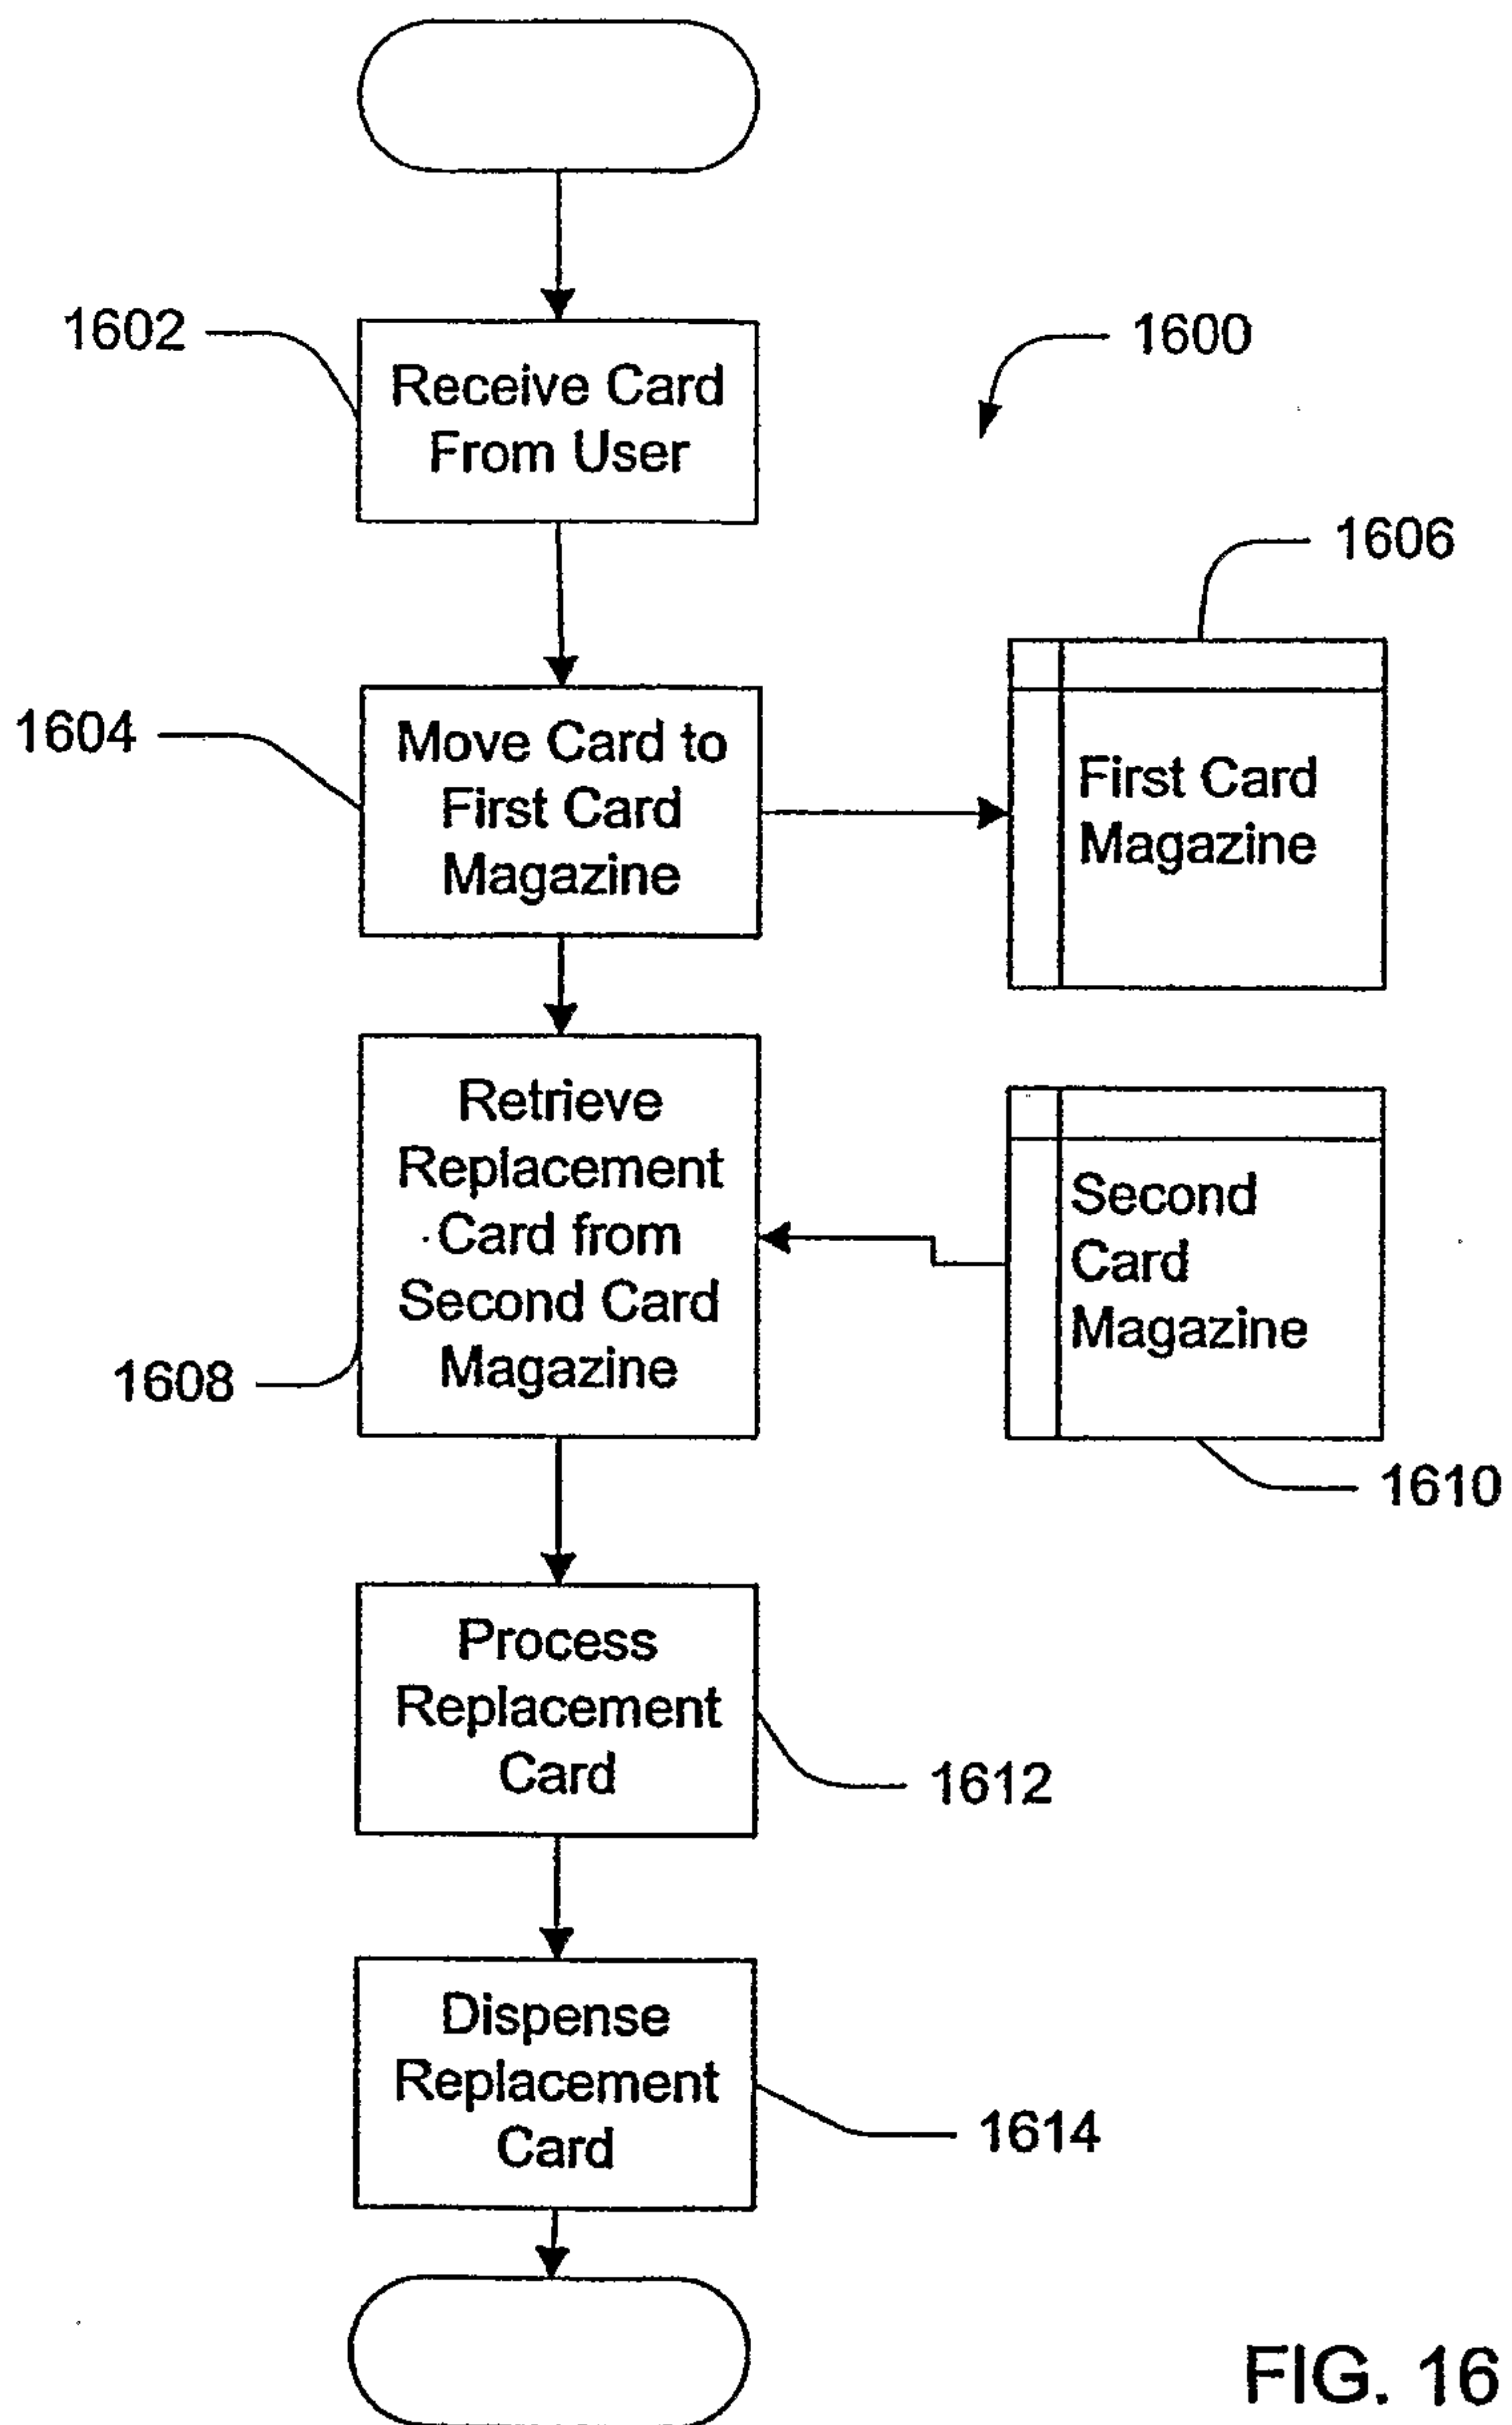 1602
Receive Card
From User
1600
1604
Move Card to
First Card
Magazine
1606
First Card
Magazine
1608
Retrieve
Replacement
Card from
Second Card
Magazine
Second
Card
Magazine
1610
Process
Replacement
Card
1612
Dispense
Replacement
Card
1614
FIG. 16